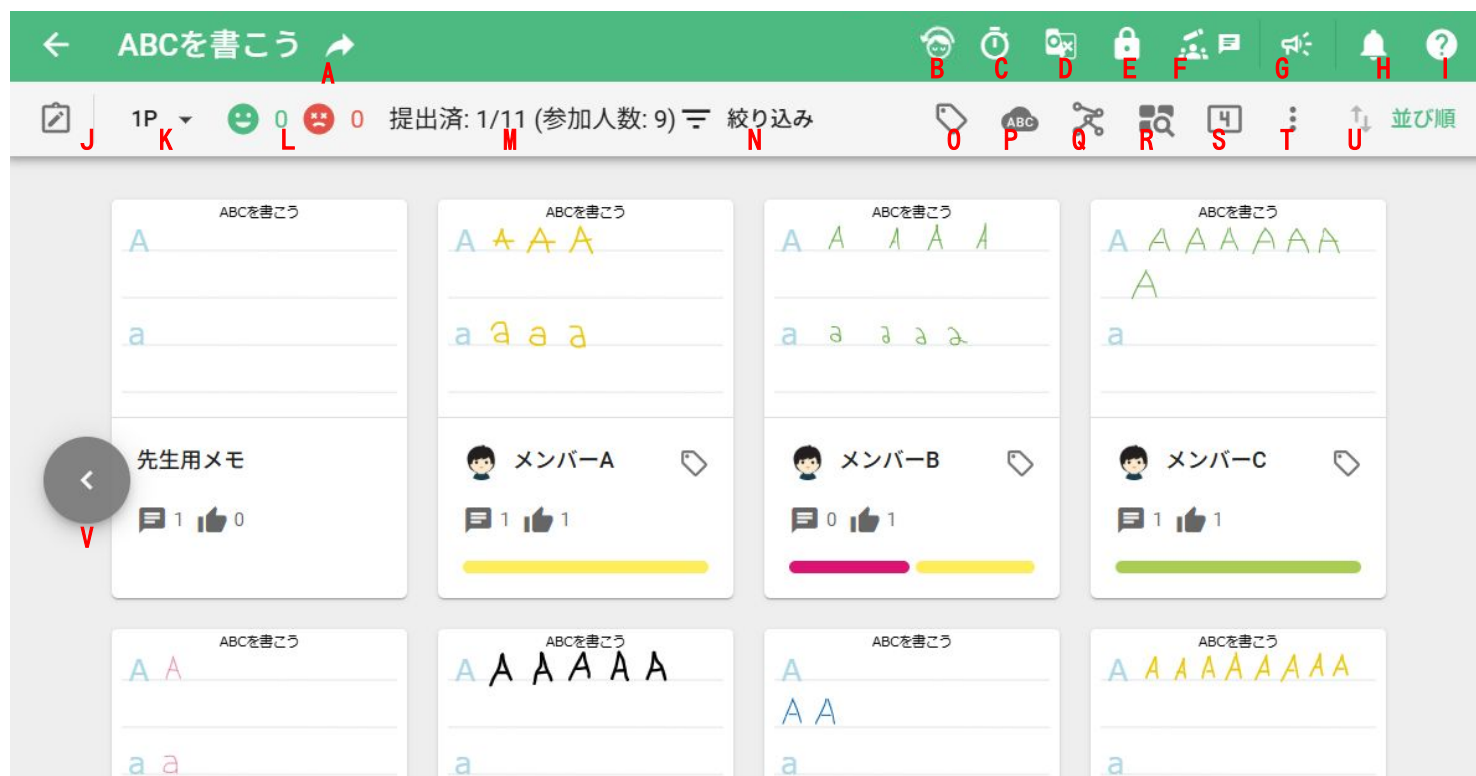 ABCを書こう
A B C D E F G H I
1P 0 0 提出済: 1/11 (参加人数: 9) 絞り込み ABC 4 並び順
J K L M N O P Q R S T U
ABCを書こう ABCを書こう ABCを書こう ABCを書こう
A A A A A A A A A A A A A A A A A
A
a a a a a a a a a a a
先生用メモ メンバーA メンバーB メンバーC
1 0 1 1 0 1 1 1
V
ABCを書こう ABCを書こう ABCを書こう ABCを書こう
A A A A A A A A A A A A A A A A A A
A A
a a a a a